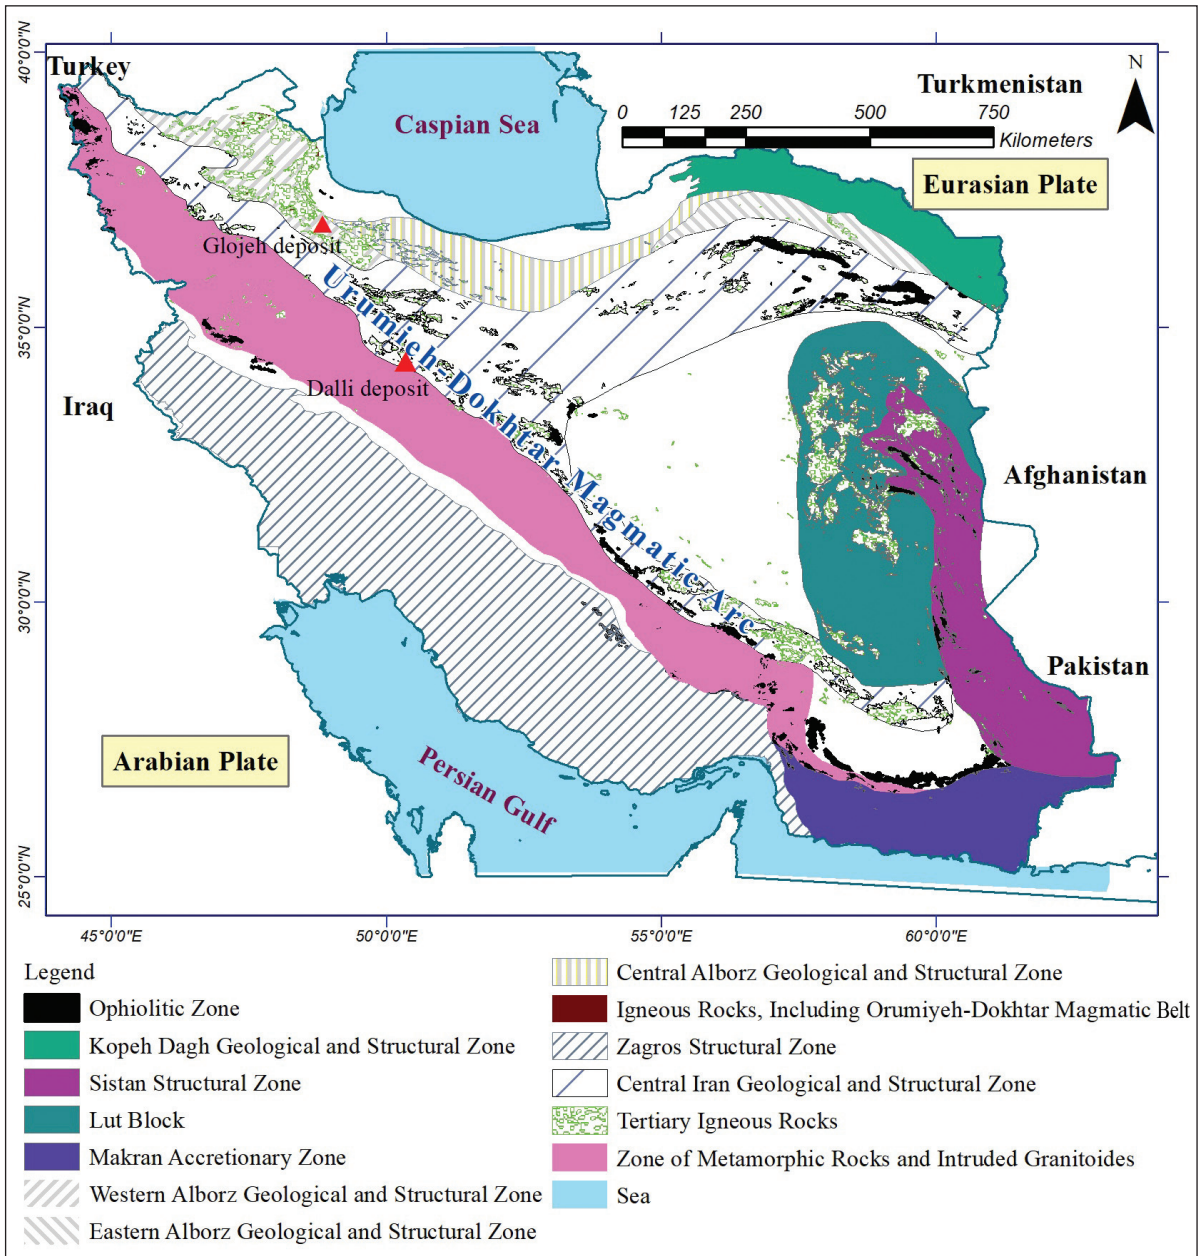 40°0'0"N
Turkey
Caspian Sea
Turkmenistan
N
0 125 250 500 750
Kilometers
Eurasian Plate
Glojeh deposit
35°0'0"N
Urumieh-Dokhtar Magmatic Arc
Dalli deposit
Iraq
Afghanistan
30°0'0"N
Pakistan
Arabian Plate
Persian Gulf
25°0'0"N
45°0'0"E 50°0'0"E 55°0'0"E 60°0'0"E
Legend
Ophiolitic Zone
Kopeh Dagh Geological and Structural Zone
Sistan Structural Zone
Lut Block
Makran Accretionary Zone
Western Alborz Geological and Structural Zone
Eastern Alborz Geological and Structural Zone
Central Alborz Geological and Structural Zone
Igneous Rocks, Including Orumiyeh-Dokhtar Magmatic Belt
Zagros Structural Zone
Central Iran Geological and Structural Zone
Tertiary Igneous Rocks
Zone of Metamorphic Rocks and Intruded Granitoides
Sea